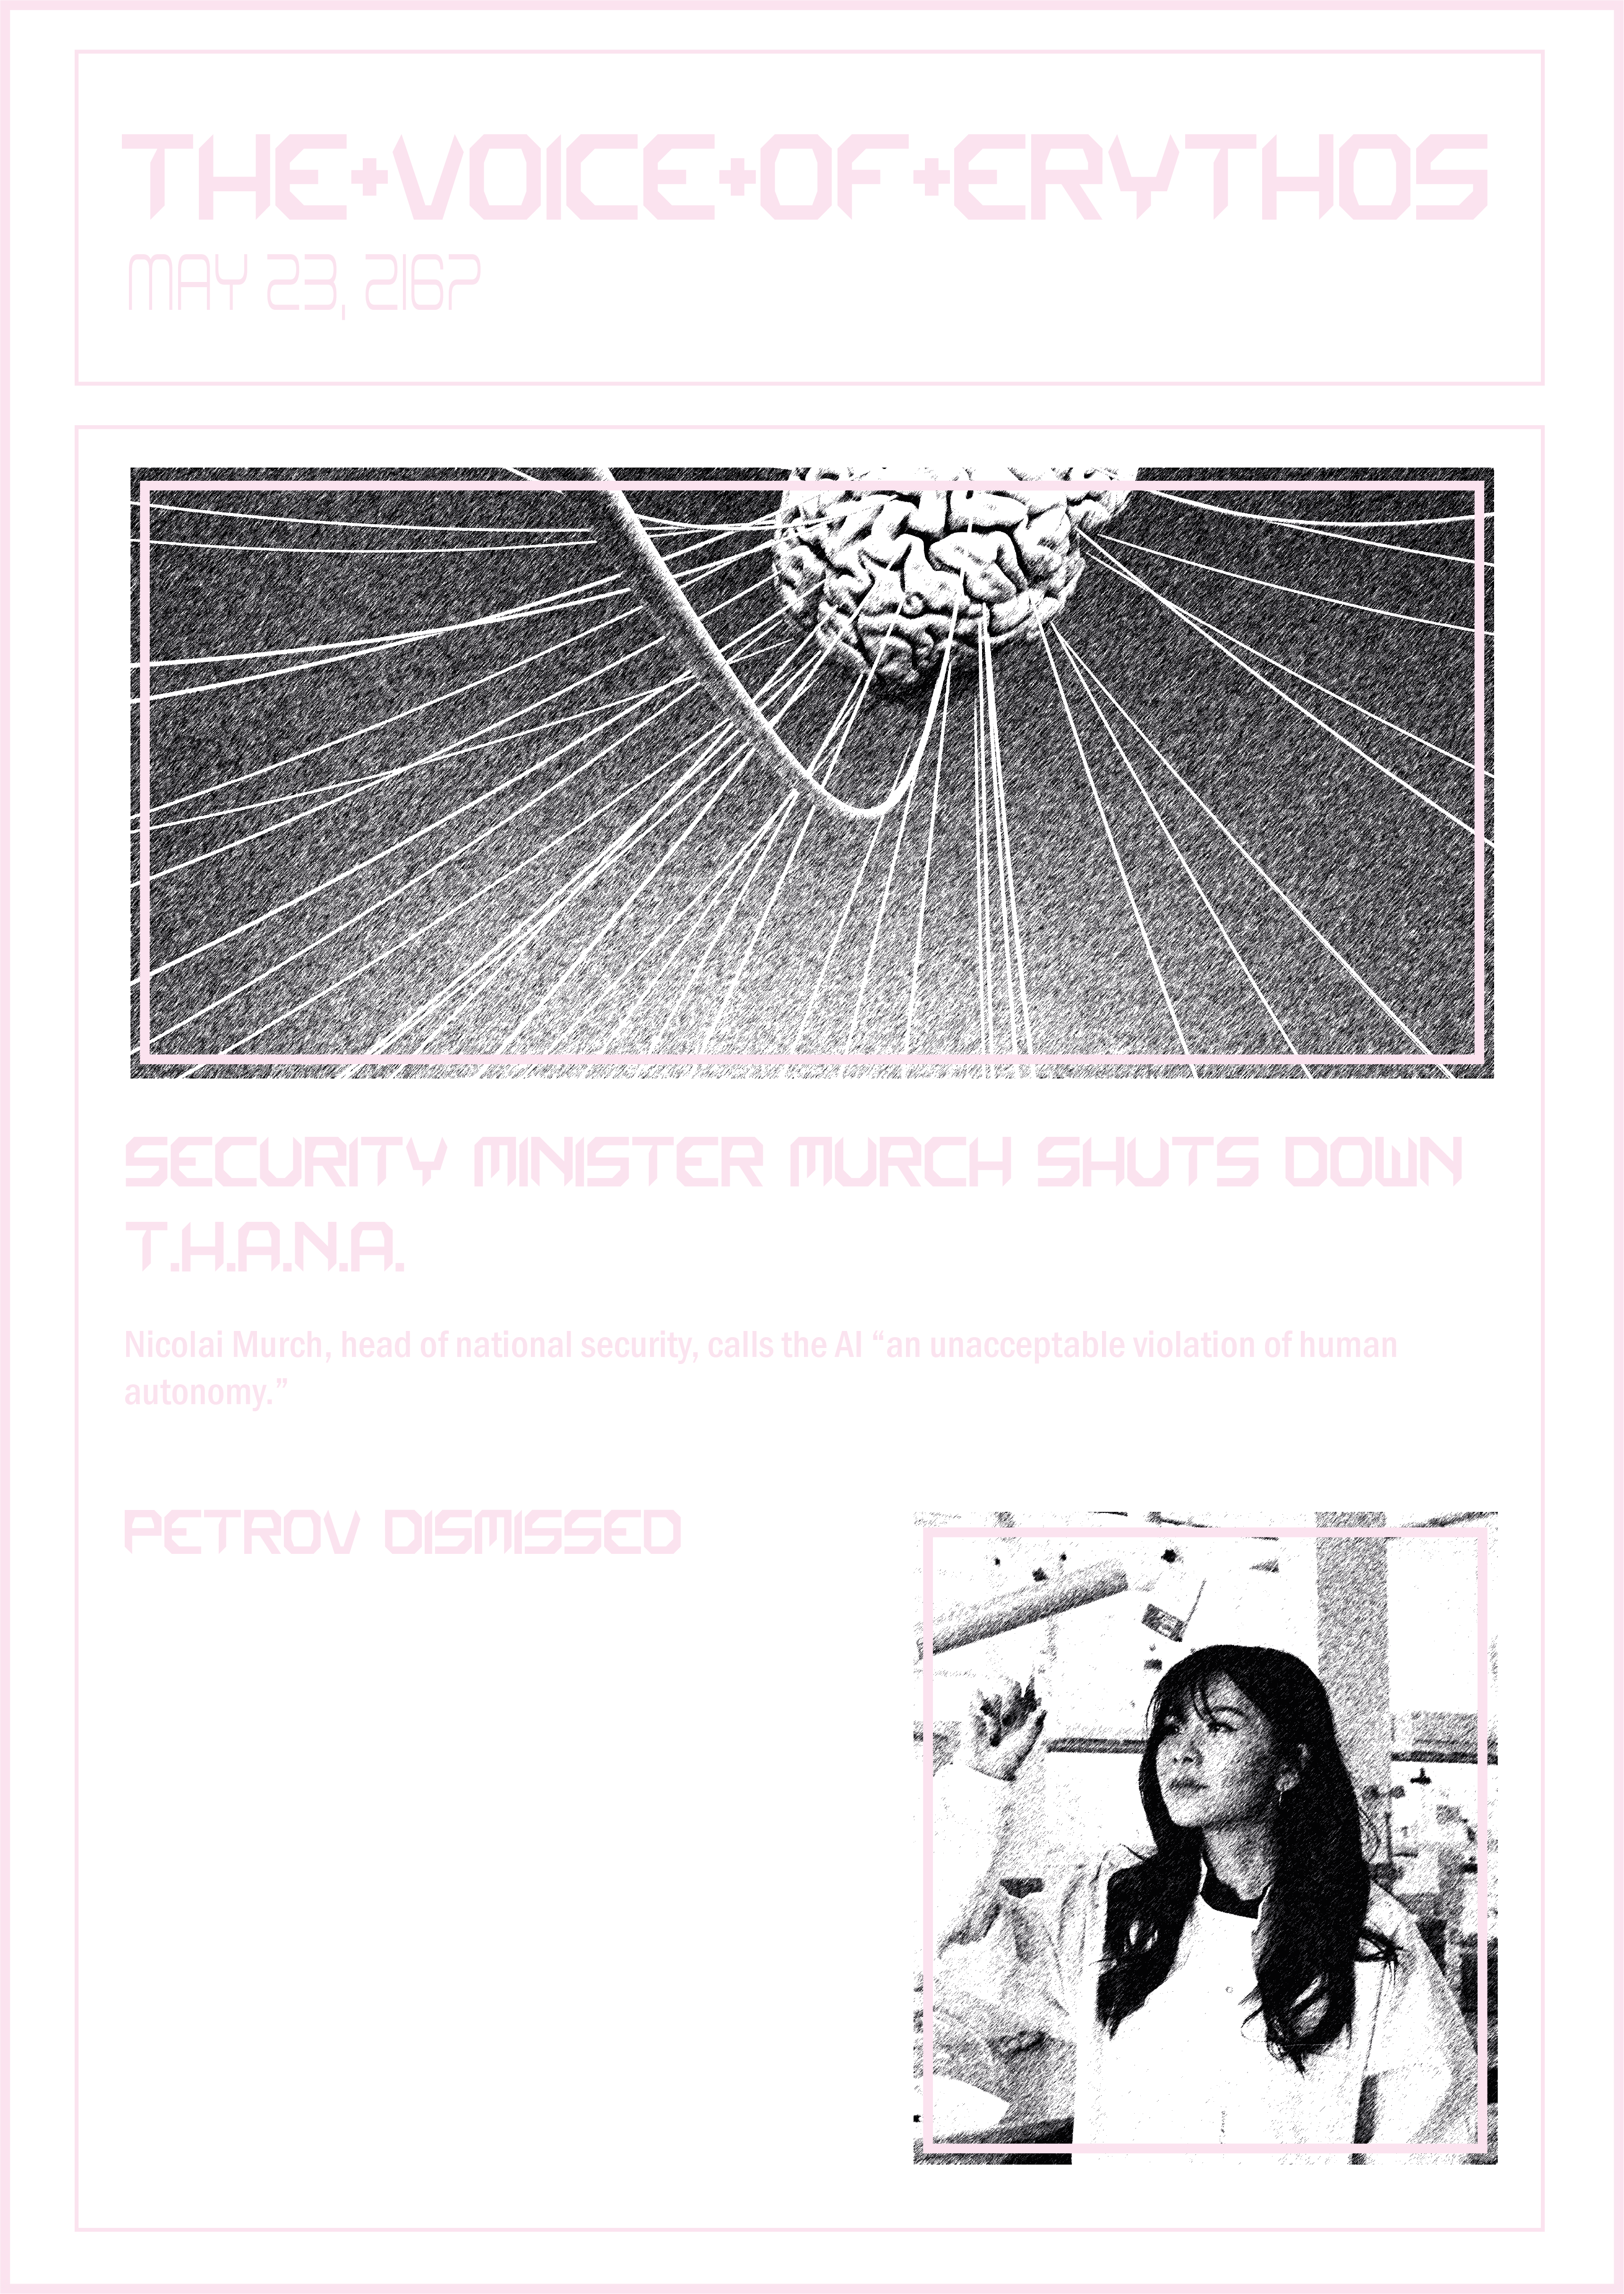 THE+VOICE+OF+ERYTHOS
MAY 23, 2167
SECURITY MINISTER MURCH SHUTS DOWN
T.H.A.N.A.
Nicolai Murch, head of national security, calls the AI “an unacceptable violation of human
autonomy.”
PETROV DISMISSED